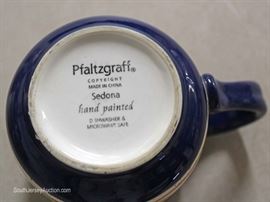 Pfaltzgraff®
COPYRIGHT
MADE IN CHINA
Sedona
hand painted
DISHWASHER &
MICROWAVE SAFE
SouthJerseyAuction.com